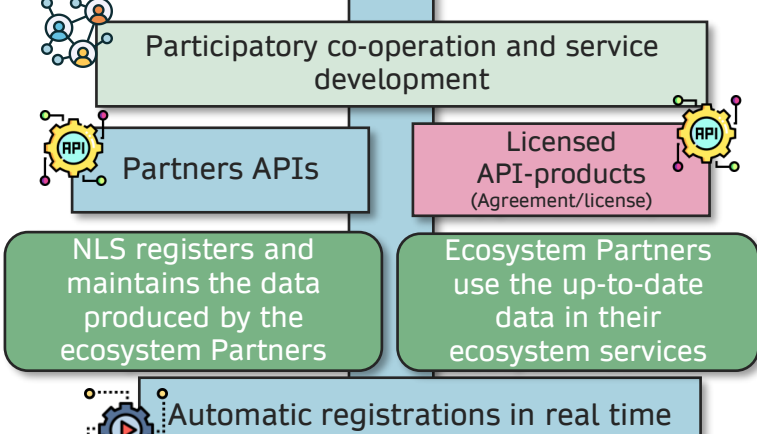 Participatory co-operation and service
development
API
Partners APIs
Licensed
API-products
(Agreement/license)
API
NLS registers and
maintains the data
produced by the
ecosystem Partners
Ecosystem Partners
use the up-to-date
data in their
ecosystem services
Automatic registrations in real time